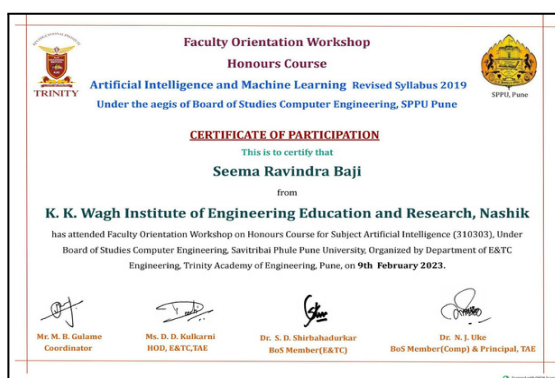 Faculty Orientation Workshop
Honours Course
Artificial Intelligence and Machine Learning Revised Syllabus 2019
Under the aegis of Board of Studies Computer Engineering, SPPU Pune
TRINITY
SPPU, Pune
CERTIFICATE OF PARTICIPATION
This is to certify that
Seema Ravindra Baji
from
K. K. Wagh Institute of Engineering Education and Research, Nashik
has attended Faculty Orientation Workshop on Honours Course for Subject Artificial Intelligence (310303), Under
Board of Studies Computer Engineering, Savitribai Phule Pune University, Organized by Department of E&TC
Engineering, Trinity Academy of Engineering, Pune, on 9th February 2023.
Mr. M. B. Gulame
Coordinator
Ms. D. D. Kulkarni
HOD, E&TC,TAE
Dr. S. D. Shirbahadurkar
BoS Member(E&TC)
Dr. N. J. Uke
BoS Member(Comp) & Principal, TAE